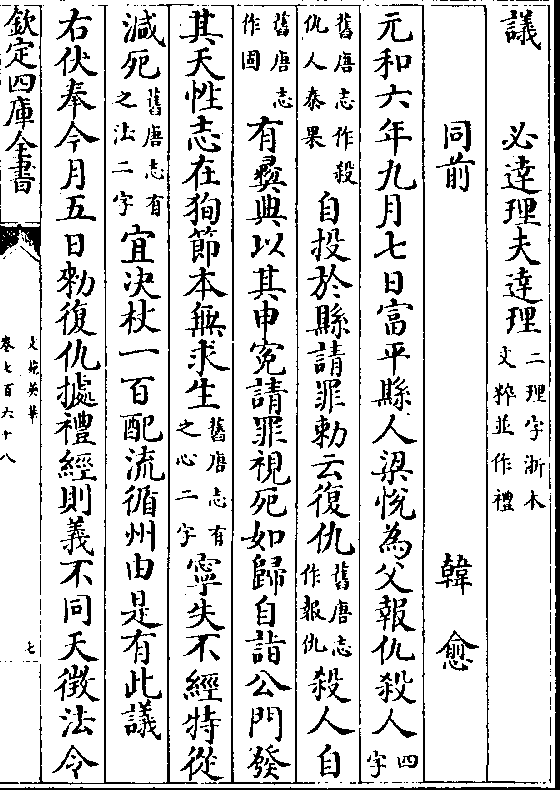 議　必達理夫達理二理字浙本文粹並作禮
同前　韓愈
元和六年九月七日富平縣人梁悅為父報仇殺人四字
舊唐志作殺仇人秦果自投於縣請罪勅云復仇舊唐志作報仇殺人自
舊唐志作固有彛典以其申寃請罪視死如歸自詣公門發
其天性志在狥節本無求生舊唐志有之心二字寧失不經特從
減死舊唐志有之法二字宜決杖一百配流循州由是有此議
右伏奉今月五日勅復仇據禮經則義不同天徵法令
欽定四庫全書
文苑英華
卷七百六十八
七